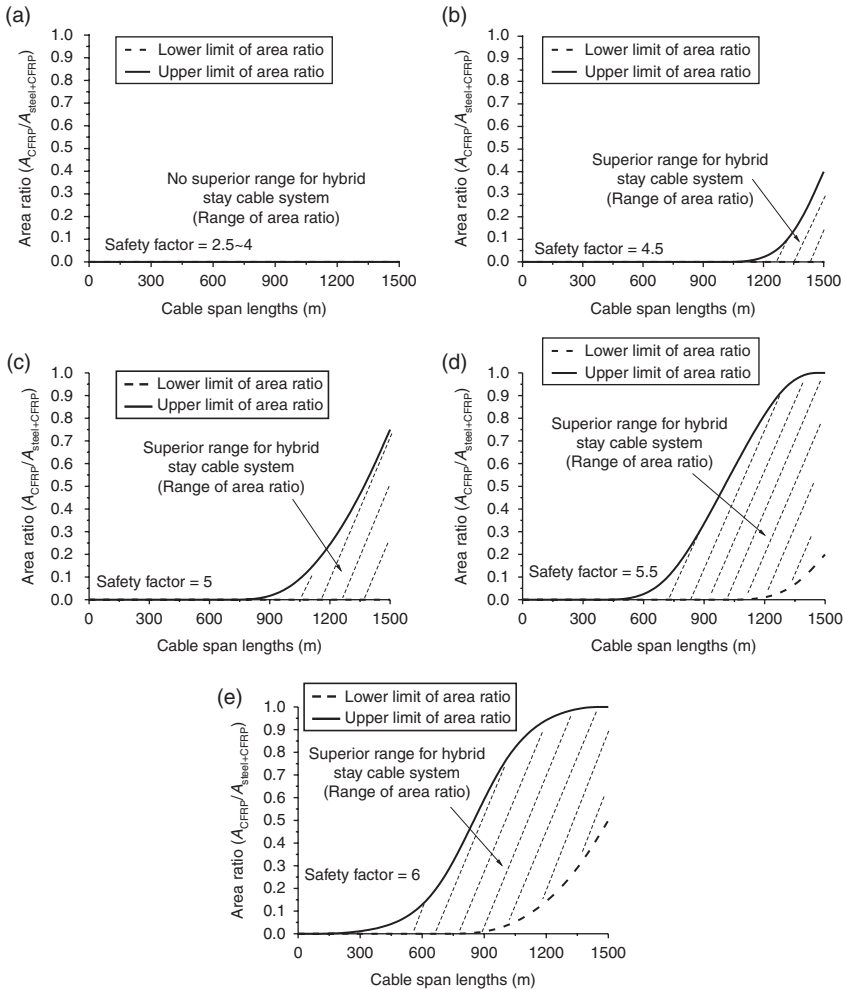 (a)
1.0
0.9
0.8
0.7
0.6
0.5
0.4
0.3
0.2
0.1
0.0
Area ratio (A_CFRP/A_steel+CFRP)
Lower limit of area ratio
Upper limit of area ratio
No superior range for hybrid
stay cable system
(Range of area ratio)
Safety factor = 2.5~4
0 300 600 900 1200 1500
Cable span lengths (m)
(b)
1.0
0.9
0.8
0.7
0.6
0.5
0.4
0.3
0.2
0.1
0.0
Area ratio (A_CFRP/A_steel+CFRP)
Lower limit of area ratio
Upper limit of area ratio
Superior range for hybrid
stay cable system
(Range of area ratio)
Safety factor = 4.5
0 300 600 900 1200 1500
Cable span lengths (m)
(c)
1.0
0.9
0.8
0.7
0.6
0.5
0.4
0.3
0.2
0.1
0.0
Area ratio (A_CFRP/A_steel+CFRP)
Lower limit of area ratio
Upper limit of area ratio
Superior range for hybrid
stay cable system
(Range of area ratio)
Safety factor = 5
0 300 600 900 1200 1500
Cable span lengths (m)
(d)
1.0
0.9
0.8
0.7
0.6
0.5
0.4
0.3
0.2
0.1
0.0
Area ratio (A_CFRP/A_steel+CFRP)
Lower limit of area ratio
Upper limit of area ratio
Superior range for hybrid
stay cable system
(Range of area ratio)
Safety factor = 5.5
0 300 600 900 1200 1500
Cable span lengths (m)
(e)
1.0
0.9
0.8
0.7
0.6
0.5
0.4
0.3
0.2
0.1
0.0
Area ratio (A_CFRP/A_steel+CFRP)
Lower limit of area ratio
Upper limit of area ratio
Superior range for hybrid
stay cable system
(Range of area ratio)
Safety factor = 6
0 300 600 900 1200 1500
Cable span lengths (m)